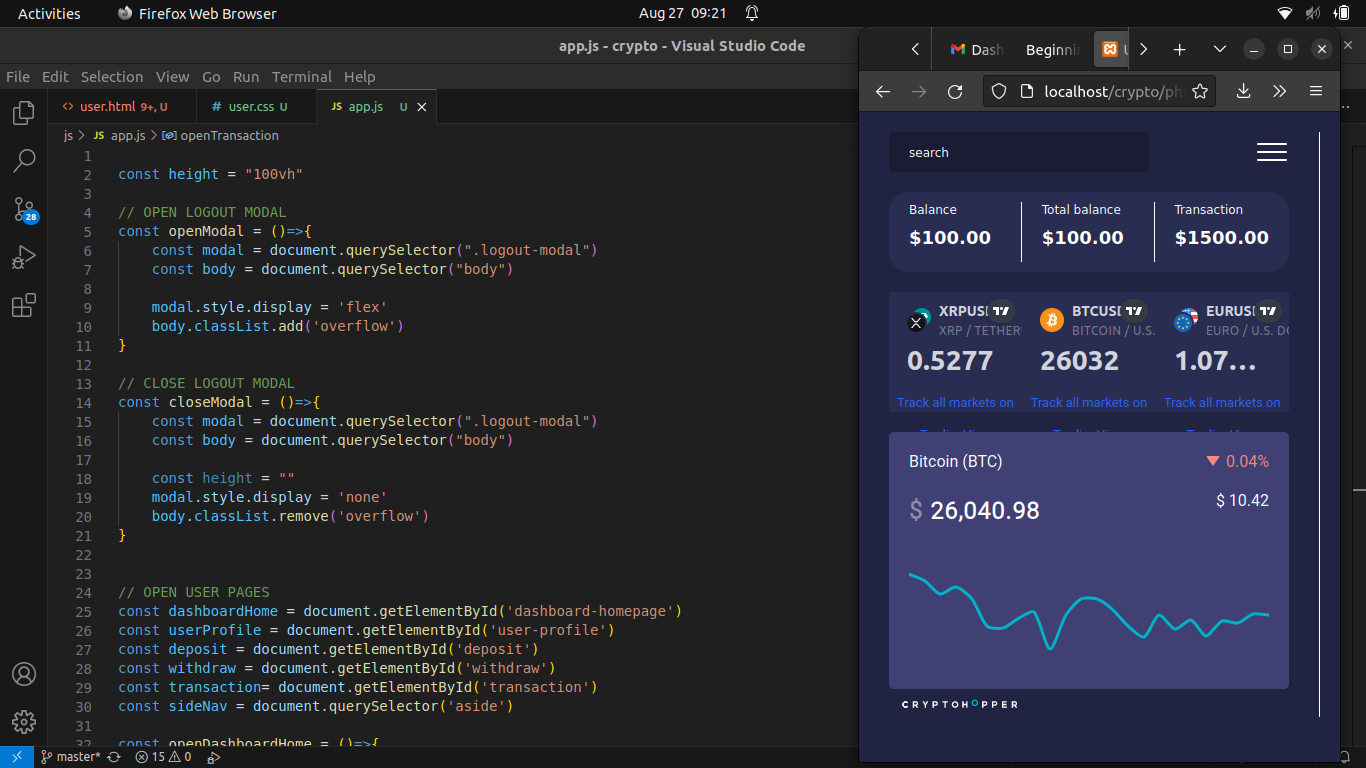 Activities
Firefox Web Browser
Aug 27 09:21
app.js - crypto - Visual Studio Code
File Edit Selection View Go Run Terminal Help
user.html 9+, U
# user.css U
JS app.js U
js > JS app.js > openTransaction
1
2 const height = "100vh"
3
4 // OPEN LOGOUT MODAL
5 const openModal = ()=>{
6 const modal = document.querySelector(".logout-modal")
7 const body = document.querySelector("body")
8
9 modal.style.display = 'flex'
10 body.classList.add('overflow')
11 }
12
13 // CLOSE LOGOUT MODAL
14 const closeModal = ()=>{
15 const modal = document.querySelector(".logout-modal")
16 const body = document.querySelector("body")
17
18 const height = ""
19 modal.style.display = 'none'
20 body.classList.remove('overflow')
21 }
22
23
24 // OPEN USER PAGES
25 const dashboardHome = document.getElementById('dashboard-homepage')
26 const userProfile = document.getElementById('user-profile')
27 const deposit = document.getElementById('deposit')
28 const withdraw = document.getElementById('withdraw')
29 const transaction= document.getElementById('transaction')
30 const sideNav = document.querySelector('aside')
31
32 const openDashboardHome = ()=>{
28
master*
15 0
Dash
Beginnin
localhost/crypto/ph
search
Balance
$100.00
Total balance
$100.00
Transaction
$1500.00
XRPUS
XRP / TETHER
0.5277
Track all markets on
BTCUS
BITCOIN / U.S.
26032
Track all markets on
EURUS
EURO / U.S. DO
1.07...
Track all markets on
Bitcoin (BTC)
0.04%
$ 26,040.98
$ 10.42
CRYPTOHOPPER